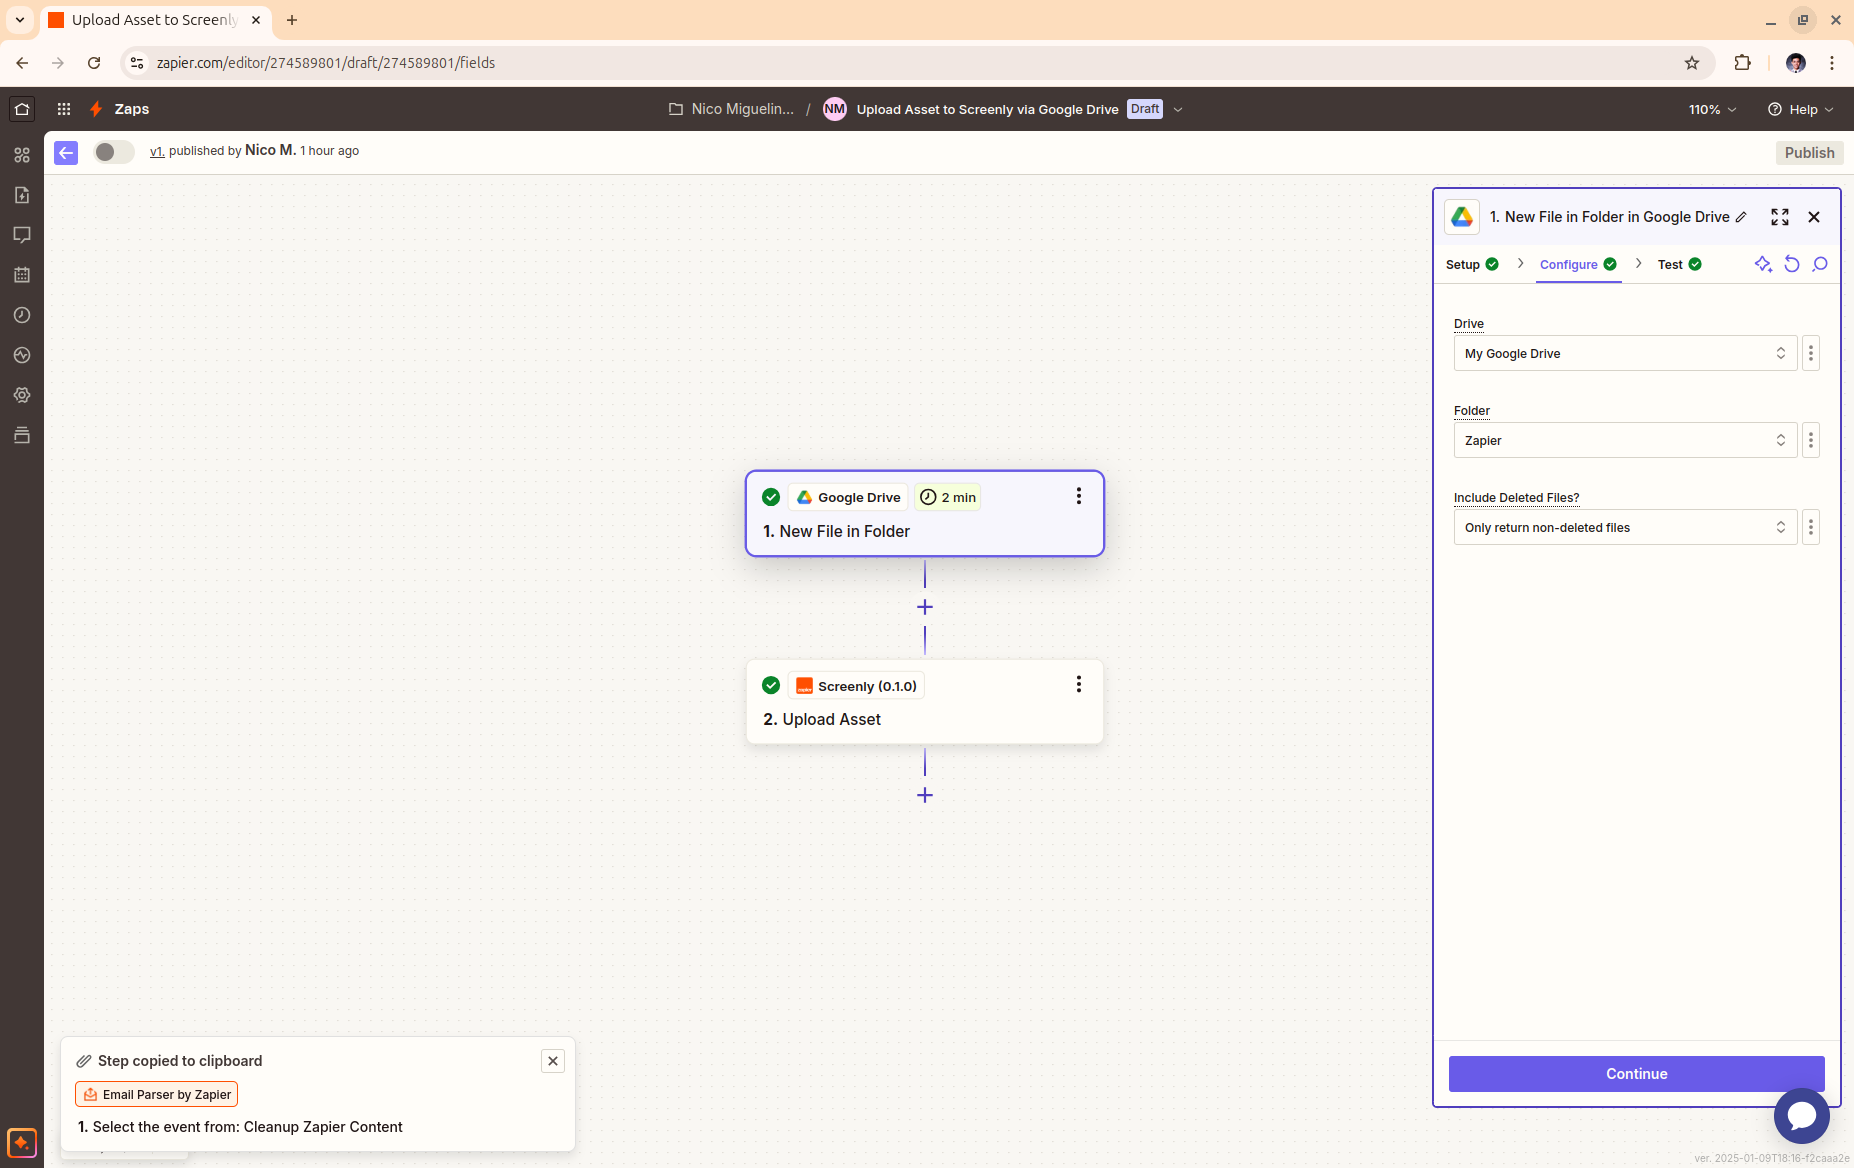 Upload Asset to Screenly
zapier.com/editor/274589801/draft/274589801/fields
Zaps
Nico Miguelin... / NM Upload Asset to Screenly via Google Drive Draft
110%
Help
v1. published by Nico M. 1 hour ago
Publish
1. New File in Folder in Google Drive
Setup
Configure
Test
Drive
My Google Drive
Folder
Zapier
Include Deleted Files?
Only return non-deleted files
Google Drive
2 min
1. New File in Folder
Screenly (0.1.0)
2. Upload Asset
Step copied to clipboard
Email Parser by Zapier
1. Select the event from: Cleanup Zapier Content
Continue
ver. 2025-01-09T18:16-f2caaa2e